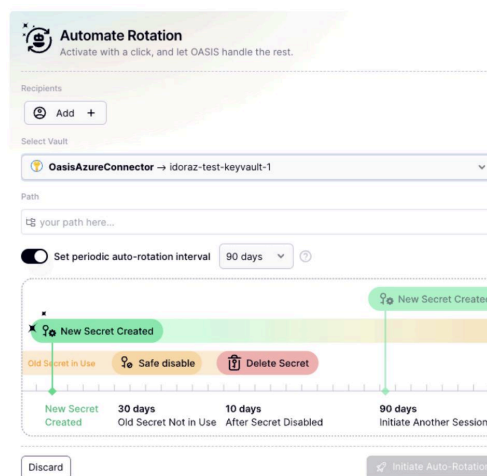 Automate Rotation
Activate with a click, and let OASIS handle the rest.
Recipients
Add +
Select Vault
OasisAzureConnector → idoraz-test-keyvault-1
Path
your path here...
Set periodic auto-rotation interval 90 days ?
New Secret Created
New Secret Created
Old Secret in Use Safe disable Delete Secret
New Secret Created 30 days 10 days 90 days
Old Secret Not in Use After Secret Disabled Initiate Another Session
Discard Initiate Auto-Rotation